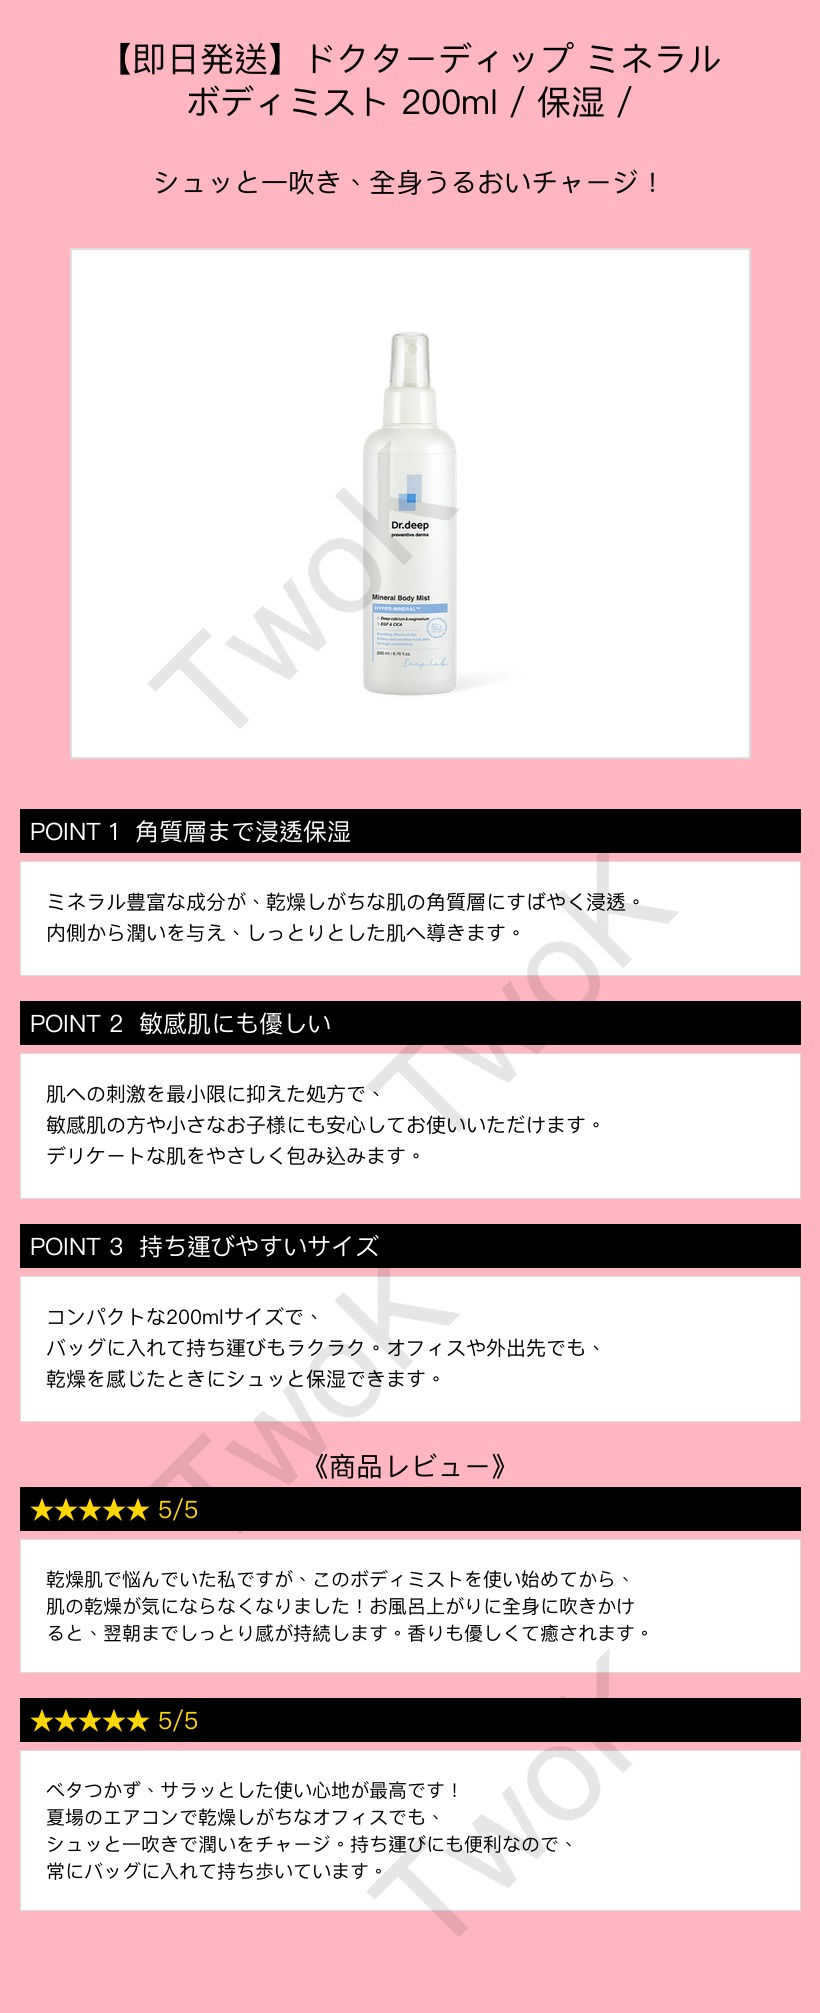 【即日発送】ドクターディップ ミネラル
ボディミスト 200ml / 保湿 /
シュッと一吹き、全身うるおいチャージ！
Dr.deep
preventive derma
Mineral Body Mist
HYPER-MINERAL™
Deep calcium & magnesium
EGF & CICA
Soothing effects of dry,
itching and sensitive body skin
through moisturizing
200 ml / 6.76 fl.oz.
Deep Lab
TwoK
POINT 1 角質層まで浸透保湿
ミネラル豊富な成分が、乾燥しがちな肌の角質層にすばやく浸透。
内側から潤いを与え、しっとりとした肌へ導きます。
TwoK
POINT 2 敏感肌にも優しい
肌への刺激を最小限に抑えた処方で、
敏感肌の方や小さなお子様にも安心してお使いいただけます。
デリケートな肌をやさしく包み込みます。
POINT 3 持ち運びやすいサイズ
コンパクトな200mlサイズで、
バッグに入れて持ち運びもラクラク。オフィスや外出先でも、
乾燥を感じたときにシュッと保湿できます。
TwoK
《商品レビュー》
★★★★★ 5/5
乾燥肌で悩んでいた私ですが、このボディミストを使い始めてから、
肌の乾燥が気にならなくなりました！お風呂上がりに全身に吹きかけ
ると、翌朝までしっとり感が持続します。香りも優しくて癒されます。
★★★★★ 5/5
ベタつかず、サラッとした使い心地が最高です！
夏場のエアコンで乾燥しがちなオフィスでも、
シュッと一吹きで潤いをチャージ。持ち運びにも便利なので、
常にバッグに入れて持ち歩いています。
TwoK